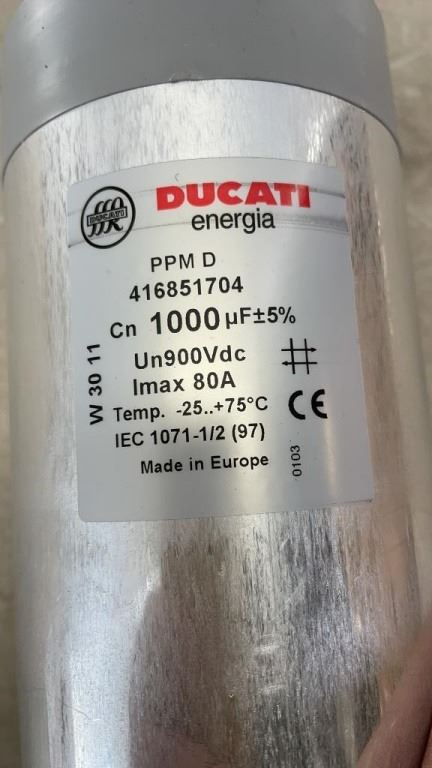 DUCATI
DUCATI
energia
PPM D
416851704
Cn 1000 µF±5%
Un900Vdc
Imax 80A
Temp. -25..+75°C
CE
IEC 1071-1/2 (97)
Made in Europe
W 30 11
0103